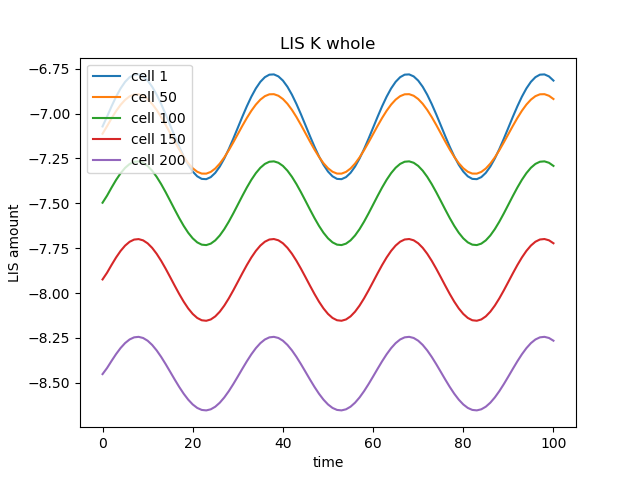 LIS K whole
−6.75
−7.00
−7.25
−7.50
−7.75
−8.00
−8.25
−8.50
LIS amount
cell 1
cell 50
cell 100
cell 150
cell 200
0 20 40 60 80 100
time